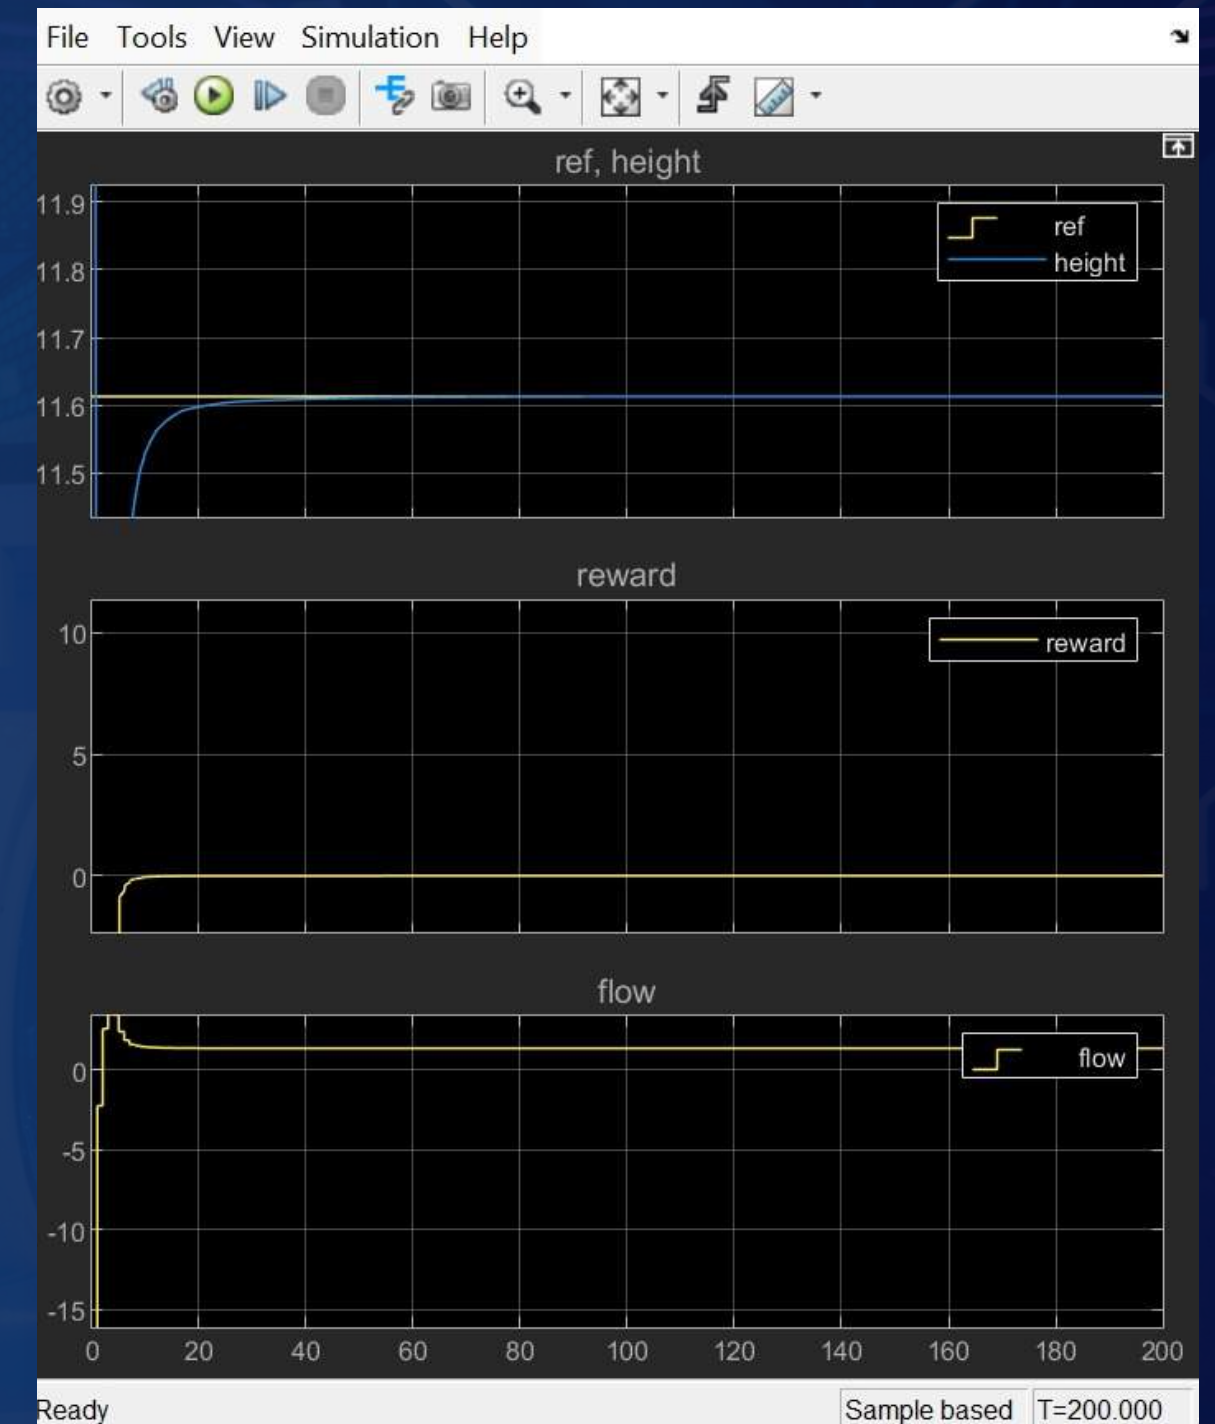 File Tools View Simulation Help
ref, height
11.9
11.8
11.7
11.6
11.5
ref
height
reward
10
5
0
reward
flow
0
-5
-10
-15
flow
0 20 40 60 80 100 120 140 160 180 200
Ready Sample based T=200.000